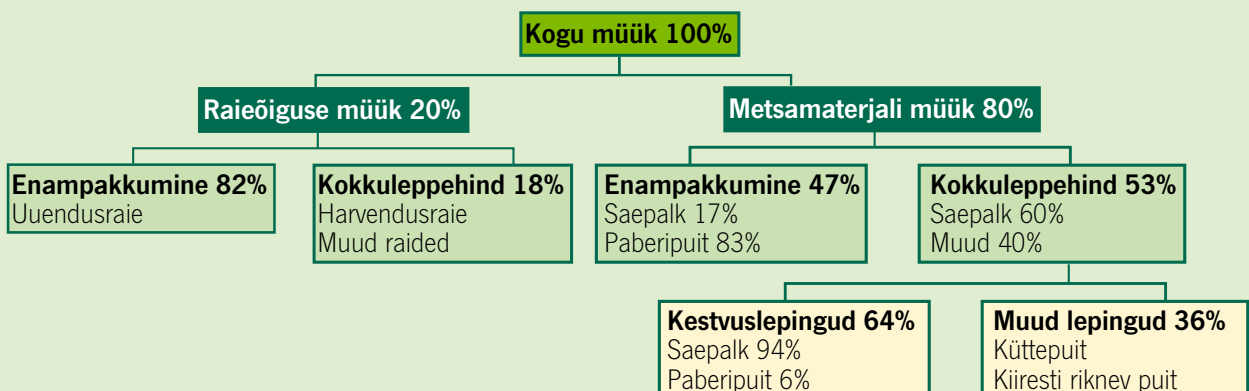 Kogu müük 100%
Raieõiguse müük 20%
Metsamaterjali müük 80%
Enampakkumine 82%
Uuendusraie
Kokkuleppehind 18%
Harvendusraie
Muud raided
Enampakkumine 47%
Saepalk 17%
Paberipuit 83%
Kokkuleppehind 53%
Saepalk 60%
Muud 40%
Kestvuslepingud 64%
Saepalk 94%
Paberipuit 6%
Muud lepingud 36%
Küttepuit
Kiiresti riknev puit